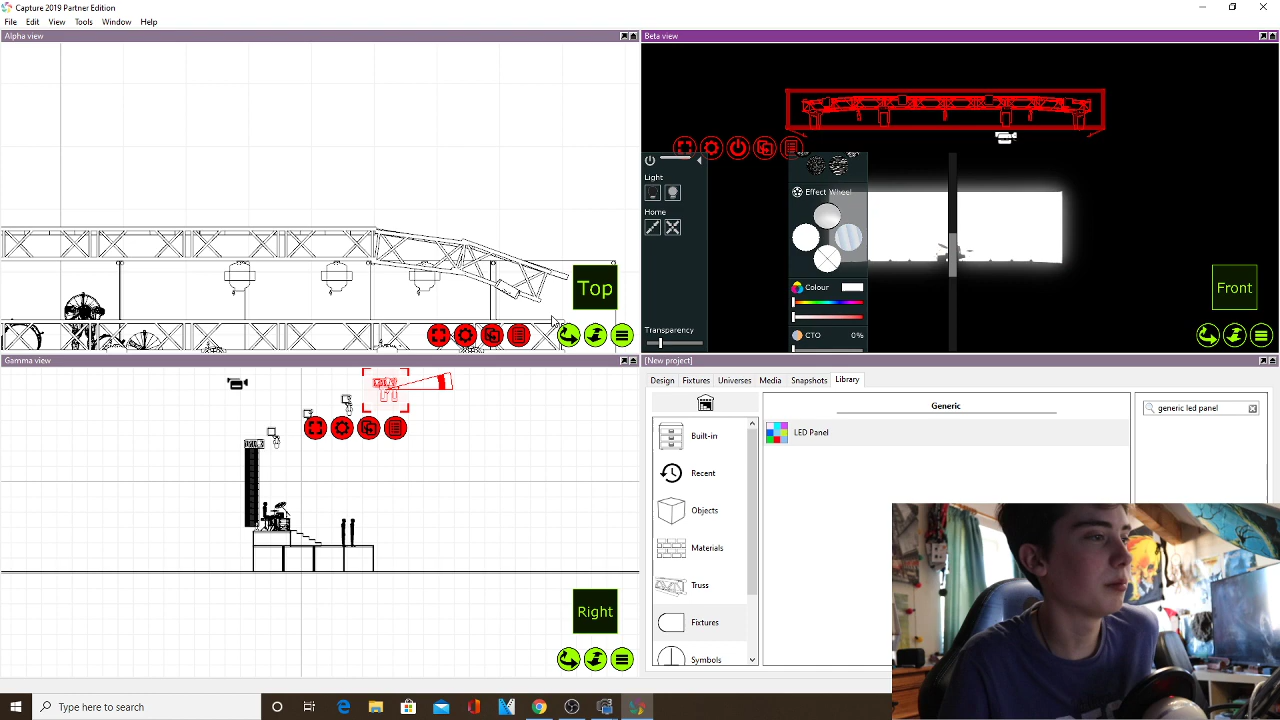 Capture 2019 Partner Edition
File Edit View Tools Window Help
Alpha view
Beta view
Light
Home
Transparency
Effect Wheel
Colour
CTO 0%
Top
Front
Gamma view
[New project]
Design Fixtures Universes Media Snapshots Library
Generic
generic led panel
LED Panel
Built-in
Recent
Objects
Materials
Truss
Fixtures
Symbols
Right
Type here to search